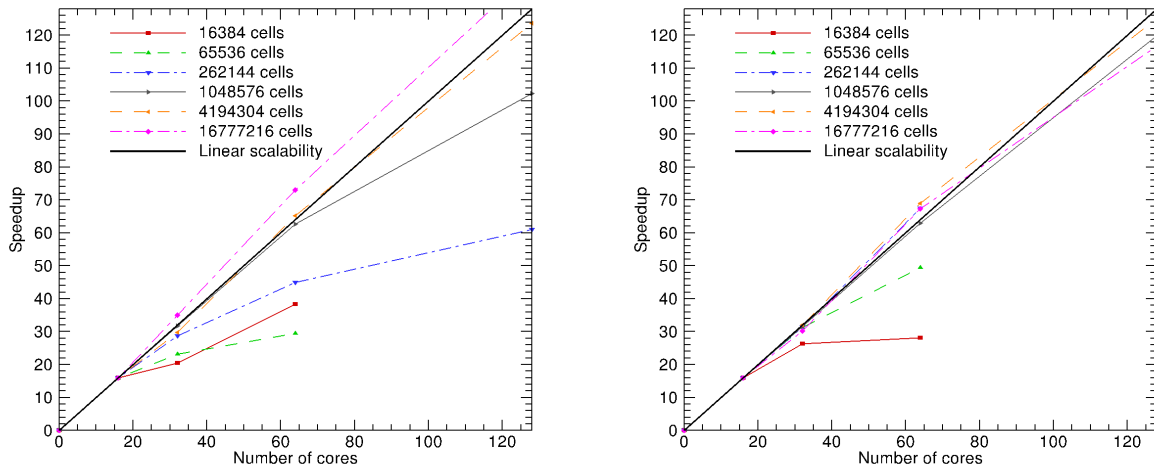 120
110
100
90
80
70
60
50
40
30
20
10
0
Speedup
16384 cells
65536 cells
262144 cells
1048576 cells
4194304 cells
16777216 cells
Linear scalability
0 20 40 60 80 100 120
Number of cores
120
110
100
90
80
70
60
50
40
30
20
10
0
Speedup
16384 cells
65536 cells
262144 cells
1048576 cells
4194304 cells
16777216 cells
Linear scalability
0 20 40 60 80 100 120
Number of cores